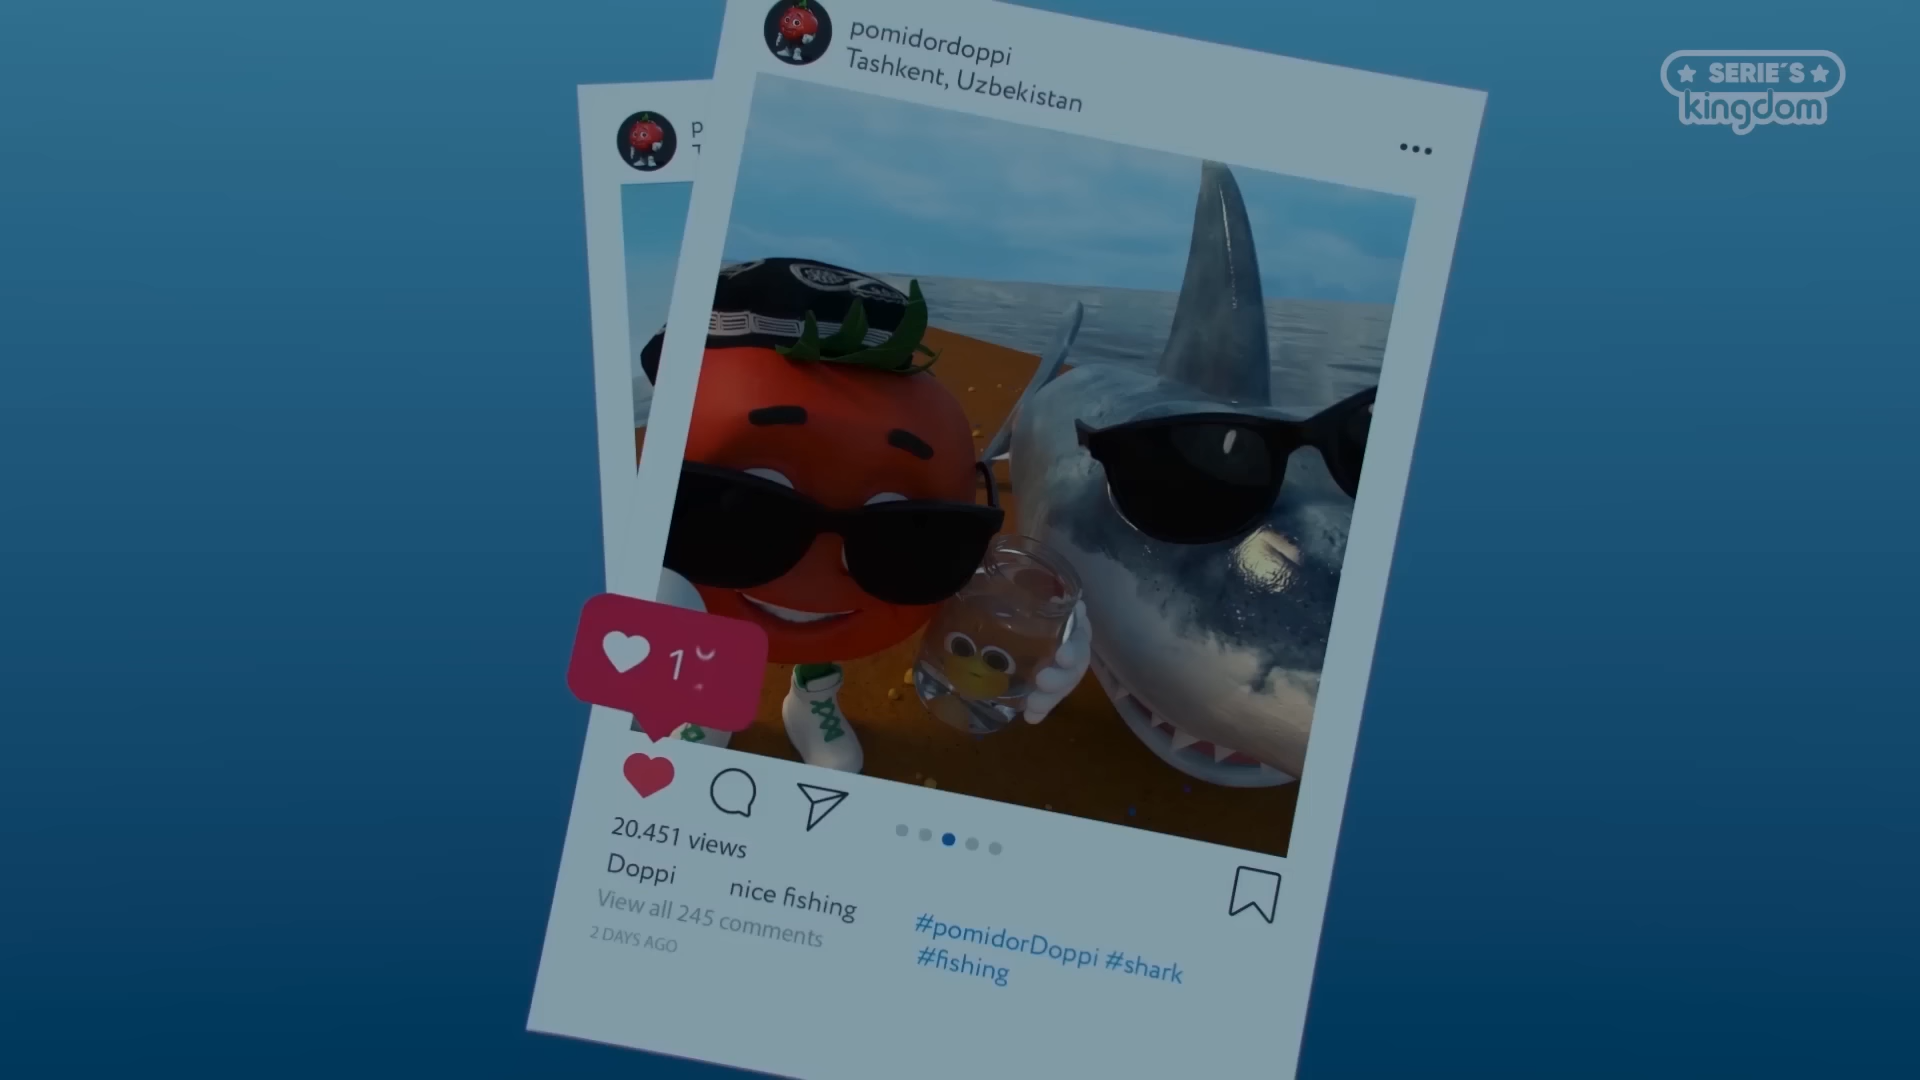 SERIE´S
kingdom
pomidordoppi
Tashkent, Uzbekistan
p
1
20.451 views
Doppi nice fishing
View all 245 comments
2 DAYS AGO
#pomidorDoppi #shark
#fishing